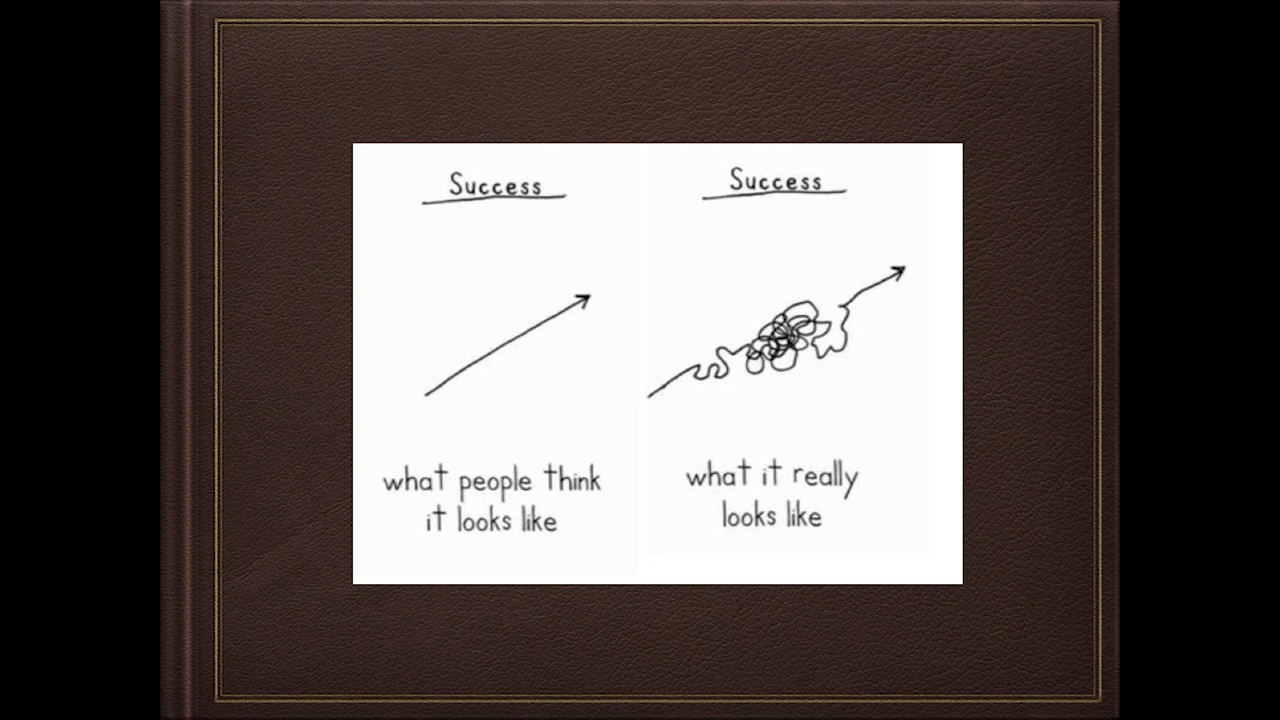 Success
what people think
it looks like
Success
what it really
looks like